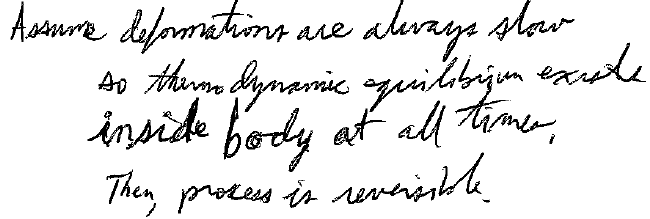 Assume deformations are always slow
so thermodynamic equilibrium exists
inside body at all times.
Then, process is reversible.